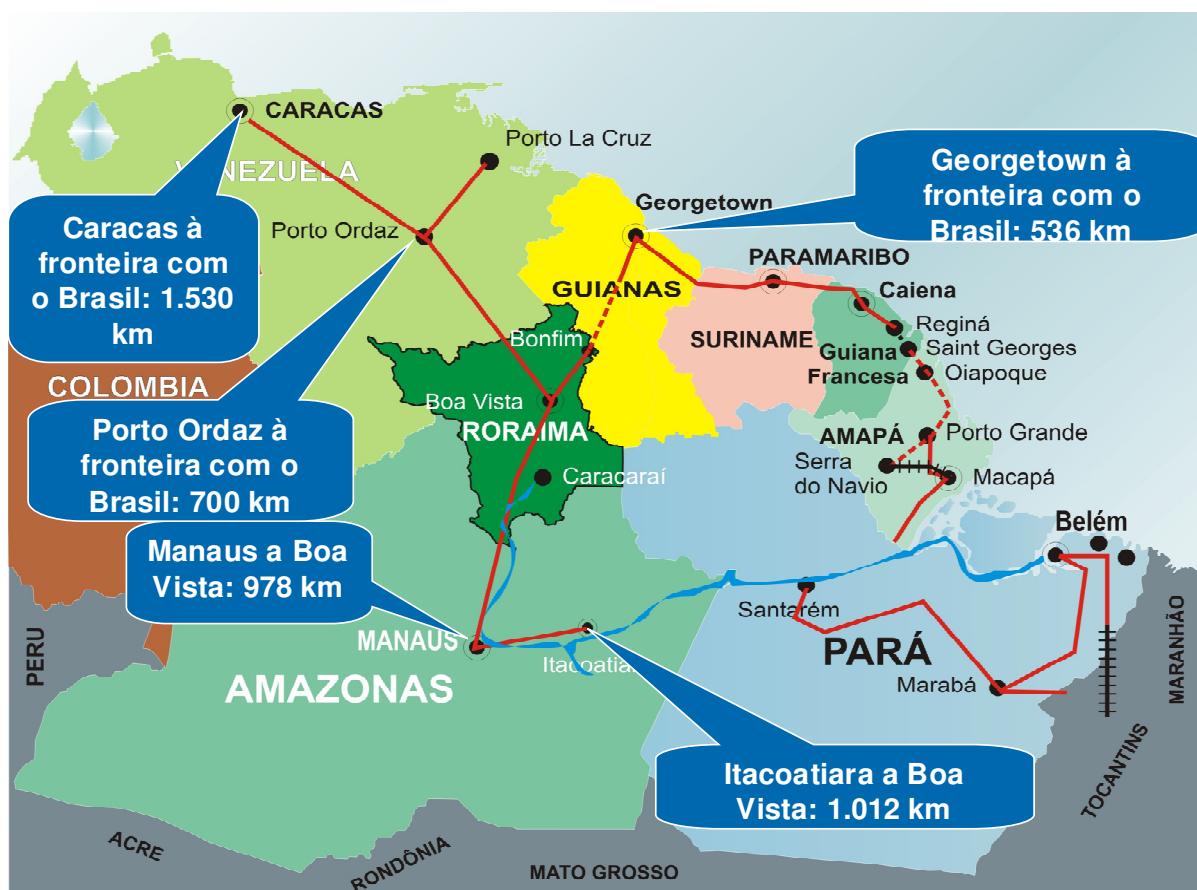 CARACAS
Porto La Cruz
VENEZUELA
Georgetown à
fronteira com o
Brasil: 536 km
Caracas à
fronteira com
o Brasil: 1.530
km
Georgetown
Porto Ordaz
PARAMARIBO
GUIANAS
Caiena
Reginá
Bonfim
SURINAME
Guiana
Francesa
Saint Georges
Oiapoque
COLOMBIA
Boa Vista
RORAIMA
Porto Ordaz à
fronteira com o
Brasil: 700 km
AMAPÁ
Porto Grande
Serra
do Navio
Caracaraí
Macapá
Belém
Manaus a Boa
Vista: 978 km
Santarém
MANAUS
Itacoatiar
PERU
MARANHÃO
PARÁ
AMAZONAS
Marabá
Itacoatiara a Boa
Vista: 1.012 km
TOCANTINS
ACRE
RONDÔNIA
MATO GROSSO